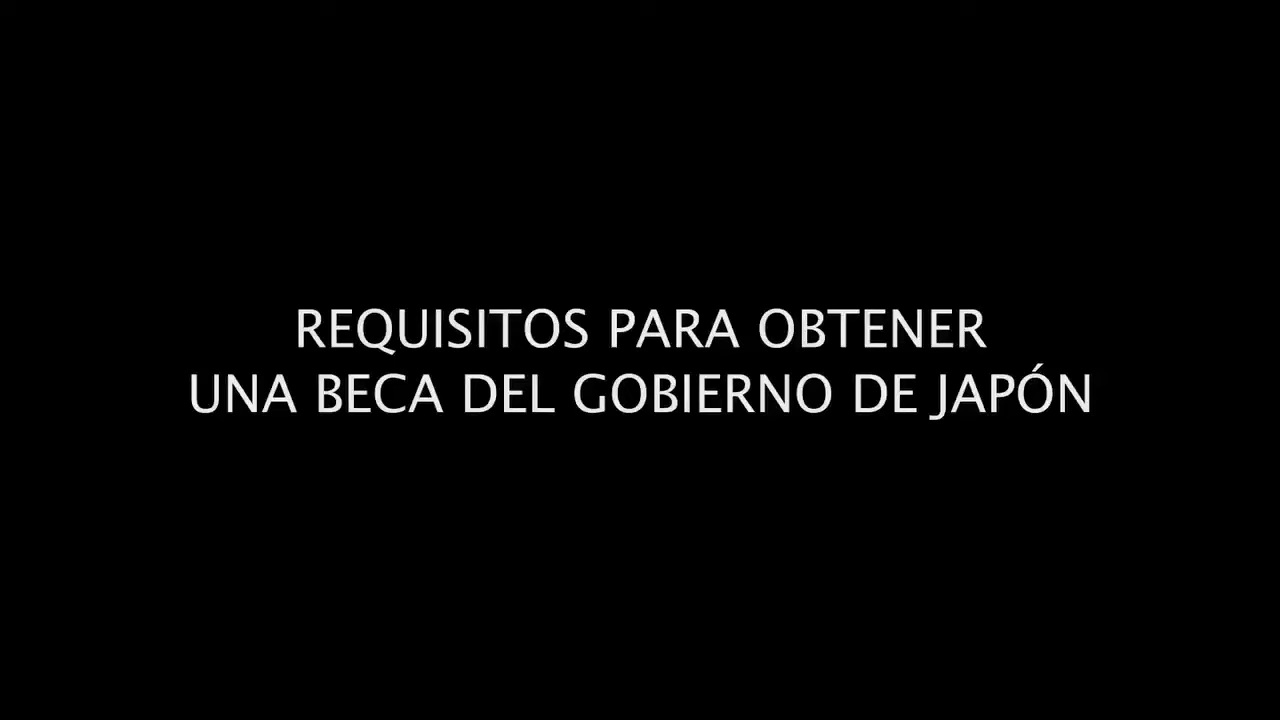 REQUISITOS PARA OBTENER
UNA BECA DEL GOBIERNO DE JAPÓN